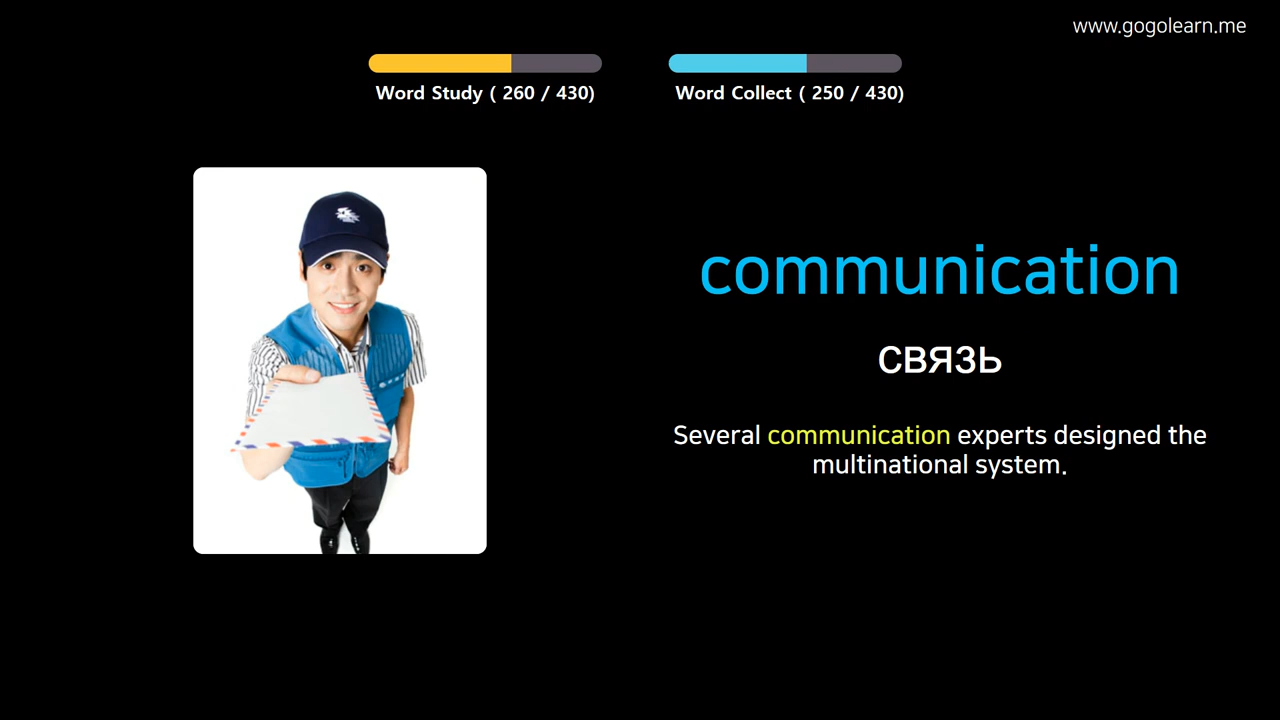 www.gogolearn.me
Word Study ( 260 / 430)
Word Collect ( 250 / 430)
communication
связь
Several communication experts designed the
multinational system.